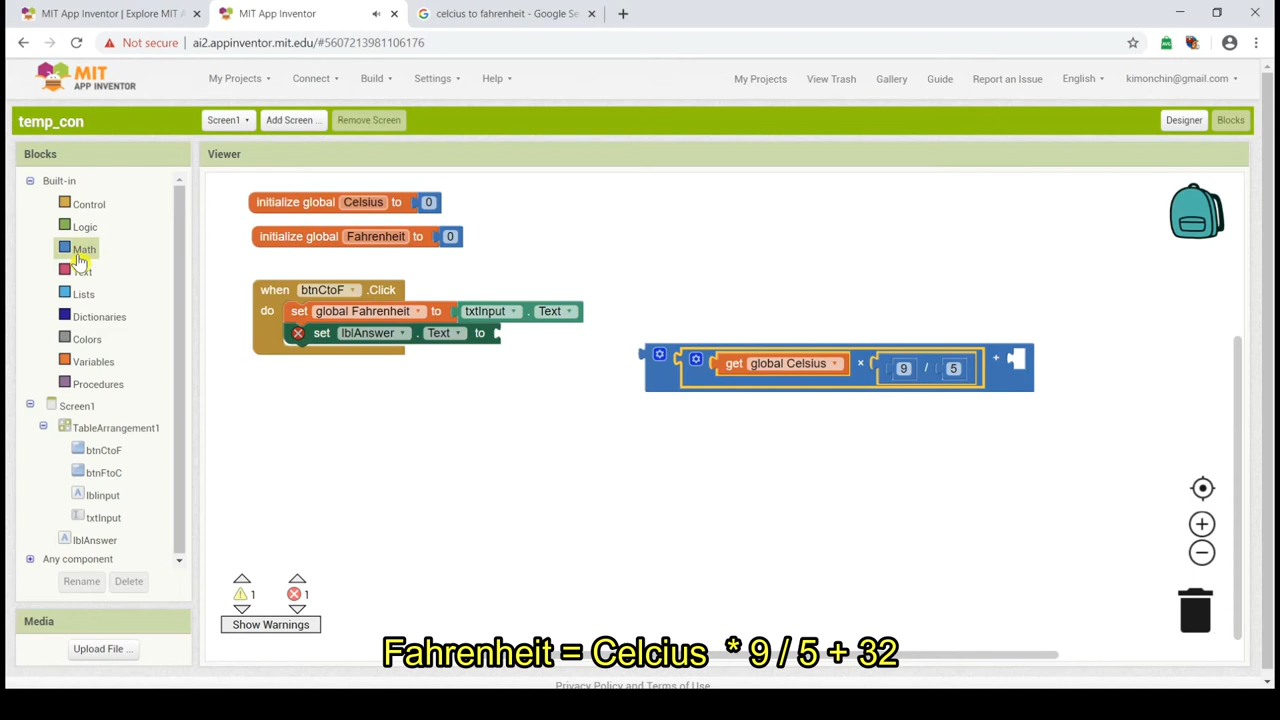 MIT App Inventor | Explore MIT A
MIT App Inventor
celcius to fahrenheit - Google Se
Not secure | ai2.appinventor.mit.edu/#5607213981106176
MIT
APP INVENTOR
My Projects
Connect
Build
Settings
Help
My Projects
View Trash
Gallery
Guide
Report an Issue
English
kimonchin@gmail.com
temp_con
Screen1
Add Screen ...
Remove Screen
Designer
Blocks
Blocks
Viewer
Built-in
Control
Logic
Math
Text
Lists
Dictionaries
Colors
Variables
Procedures
Screen1
TableArrangement1
btnCtoF
btnFtoC
lblinput
txtInput
lblAnswer
Any component
Rename
Delete
Media
Upload File ...
initialize global Celsius to 0
initialize global Fahrenheit to 0
when btnCtoF .Click
do set global Fahrenheit to txtInput . Text
set lblAnswer . Text to
get global Celsius × 9 / 5 +
1 1
Show Warnings
Fahrenheit = Celcius * 9 / 5 + 32
Privacy Policy and Terms of Use